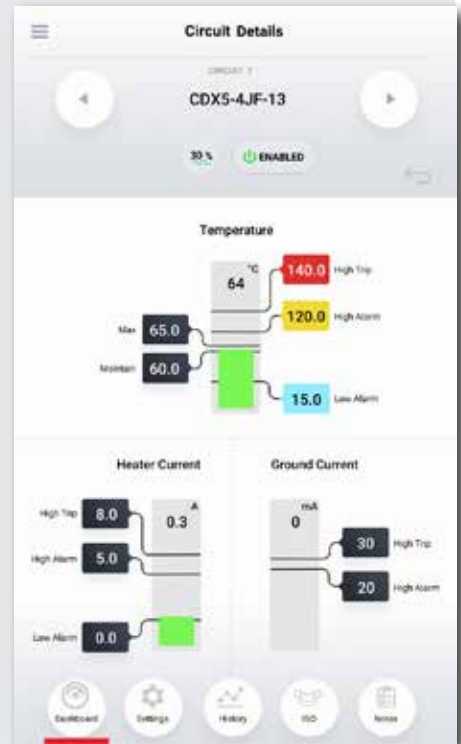 Circuit Details
CIRCUIT 7
CDX5-4JF-13
30 %
ENABLED
Temperature
°C
64
140.0 High Trip
120.0 High Alarm
Max 65.0
Maintain 60.0
15.0 Low Alarm
Heater Current
A
0.3
High Trip 8.0
High Alarm 5.0
Low Alarm 0.0
Ground Current
mA
0
30 High Trip
20 High Alarm
Dashboard
Settings
History
ISO
Notes